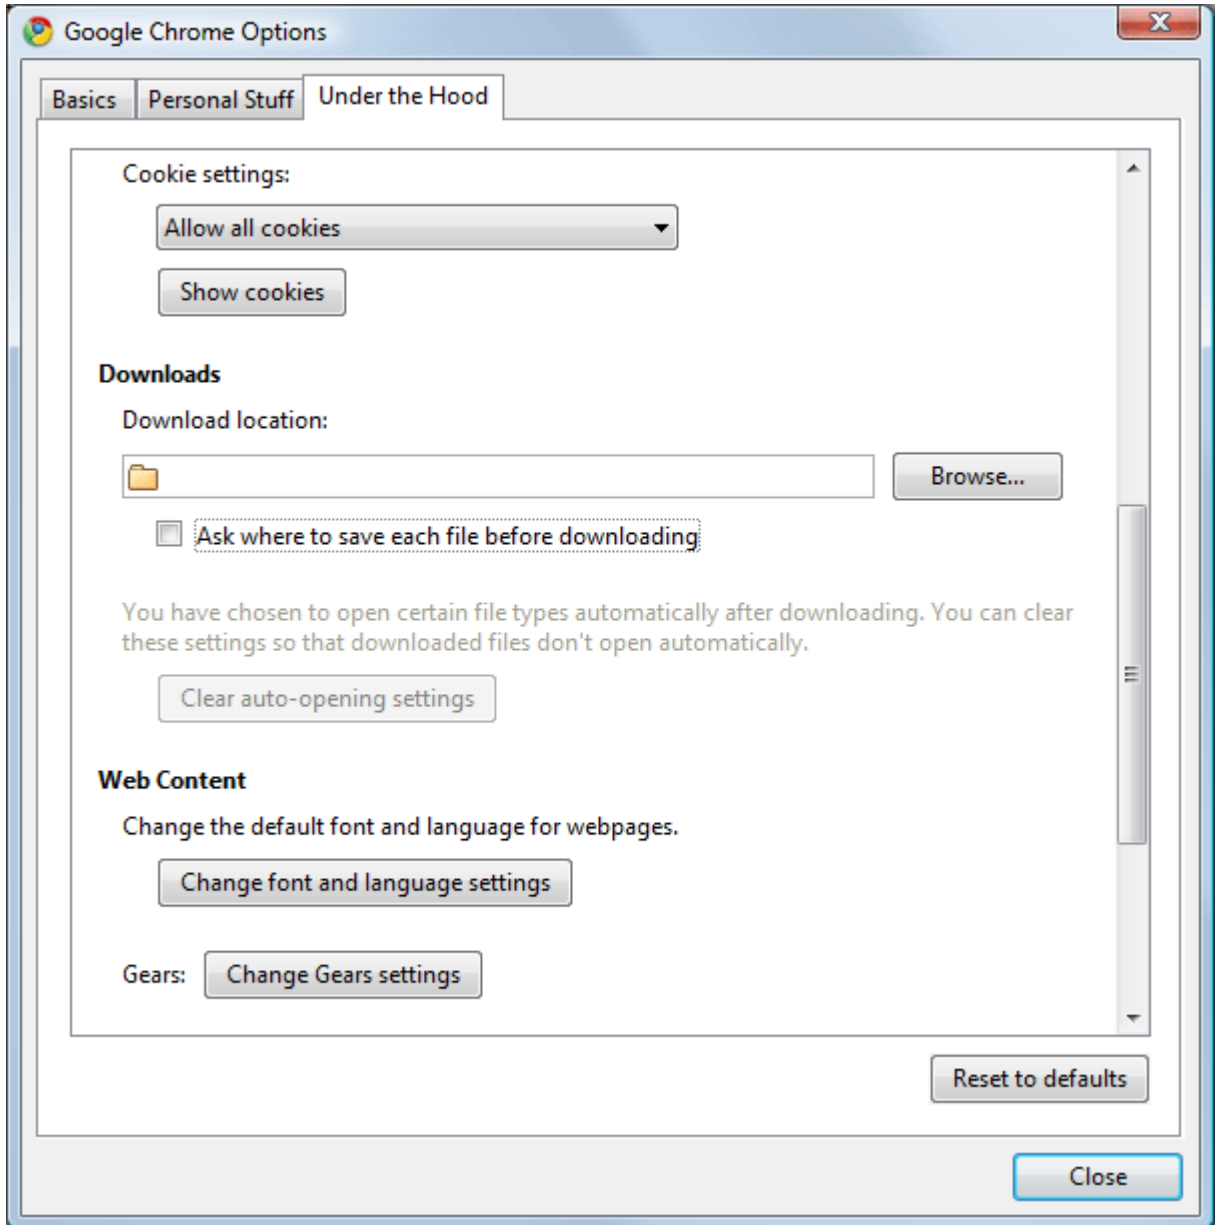 Google Chrome Options
Basics
Personal Stuff
Under the Hood
Cookie settings:
Allow all cookies
Show cookies
Downloads
Download location:
Browse...
Ask where to save each file before downloading
You have chosen to open certain file types automatically after downloading. You can clear
these settings so that downloaded files don't open automatically.
Clear auto-opening settings
Web Content
Change the default font and language for webpages.
Change font and language settings
Gears:
Change Gears settings
Reset to defaults
Close